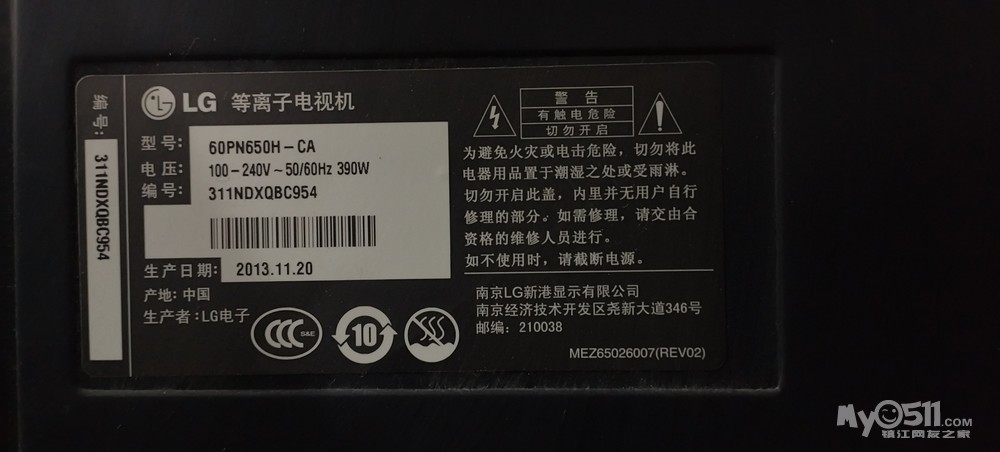 编号:
311NDXQBC954
LG 等离子电视机
型号: 60PN650H-CA
电压: 100-240V~50/60Hz 390W
编号: 311NDXQBC954
生产日期: 2013.11.20
产地: 中国
生产者: LG电子
CCC S&E
10
警告
有触电危险
切勿开启
为避免火灾或电击危险，切勿将此
电器用品置于潮湿之处或受雨淋。
切勿开启此盖，内里并无用户自行
修理的部分。如需修理，请交由合
资格的维修人员进行。
如不使用时，请截断电源。
南京LG新港显示有限公司
南京经济技术开发区尧新大道346号
邮编: 210038
MEZ65026007(REV02)
My0511.COM
镇江网友之家